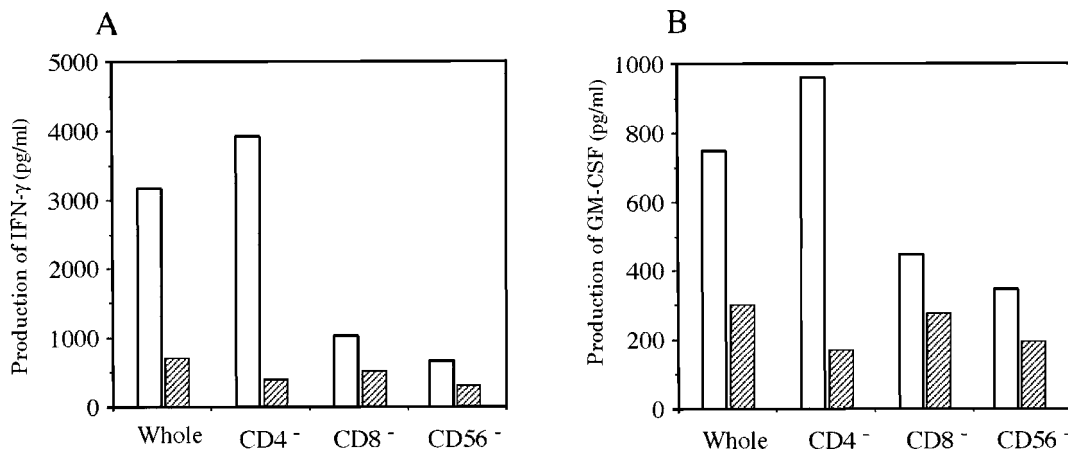 A
Production of IFN-γ (pg/ml)
5000
4000
3000
2000
1000
0
Whole
CD4 -
CD8 -
CD56 -
B
Production of GM-CSF (pg/ml)
1000
800
600
400
200
0
Whole
CD4 -
CD8 -
CD56 -